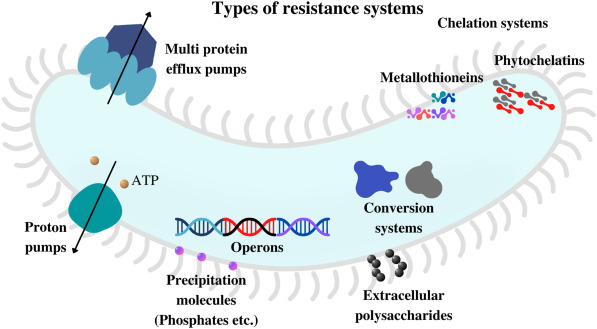 Types of resistance systems
Chelation systems
Multi protein
efflux pumps
Metallothioneins
Phytochelatins
ATP
Proton
pumps
Operons
Conversion
systems
Precipitation
molecules
(Phosphates etc.)
Extracellular
polysaccharides